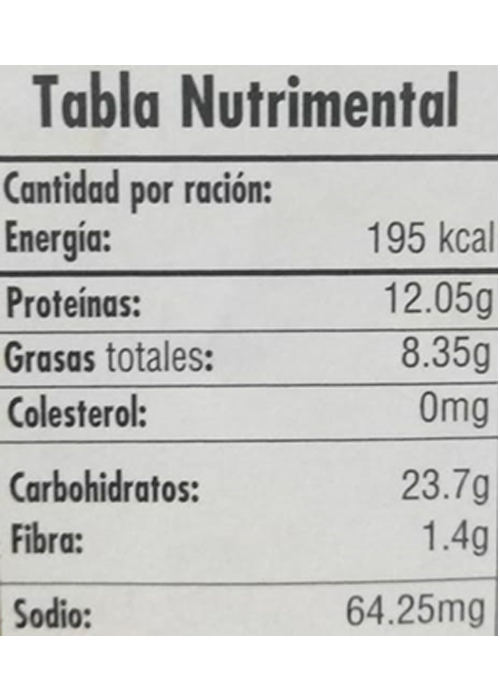 Tabla Nutrimental
Cantidad por ración:
Energía: 195 kcal
Proteínas: 12.05g
Grasas totales: 8.35g
Colesterol: 0mg
Carbohidratos: 23.7g
Fibra: 1.4g
Sodio: 64.25mg